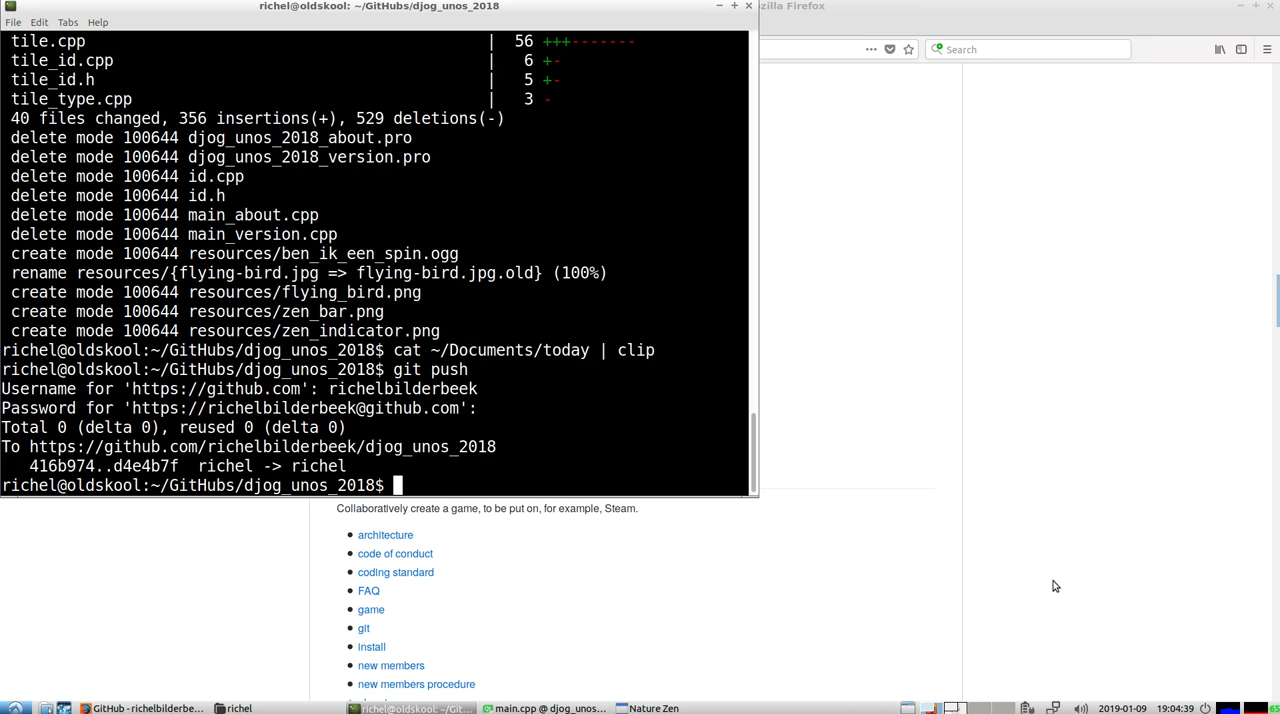 richel@oldskool: ~/GitHubs/djog_unos_2018
zilla Firefox
File Edit Tabs Help
Search
tile.cpp | 56 +++-------
tile_id.cpp | 6 +-
tile_id.h | 5 +-
tile_type.cpp | 3 -
40 files changed, 356 insertions(+), 529 deletions(-)
delete mode 100644 djog_unos_2018_about.pro
delete mode 100644 djog_unos_2018_version.pro
delete mode 100644 id.cpp
delete mode 100644 id.h
delete mode 100644 main_about.cpp
delete mode 100644 main_version.cpp
create mode 100644 resources/ben_ik_een_spin.ogg
rename resources/{flying-bird.jpg => flying-bird.jpg.old} (100%)
create mode 100644 resources/flying_bird.png
create mode 100644 resources/zen_bar.png
create mode 100644 resources/zen_indicator.png
richel@oldskool:~/GitHubs/djog_unos_2018$ cat ~/Documents/today | clip
richel@oldskool:~/GitHubs/djog_unos_2018$ git push
Username for 'https://github.com': richelbilderbeek
Password for 'https://richelbilderbeek@github.com':
Total 0 (delta 0), reused 0 (delta 0)
To https://github.com/richelbilderbeek/djog_unos_2018
416b974..d4e4b7f richel -> richel
richel@oldskool:~/GitHubs/djog_unos_2018$
Collaboratively create a game, to be put on, for example, Steam.
architecture
code of conduct
coding standard
FAQ
game
git
install
new members
new members procedure
GitHub - richelbilderbe... richel richel@oldskool: ~/Git... main.cpp @ djog_unos... Nature Zen 2019-01-09 19:04:39